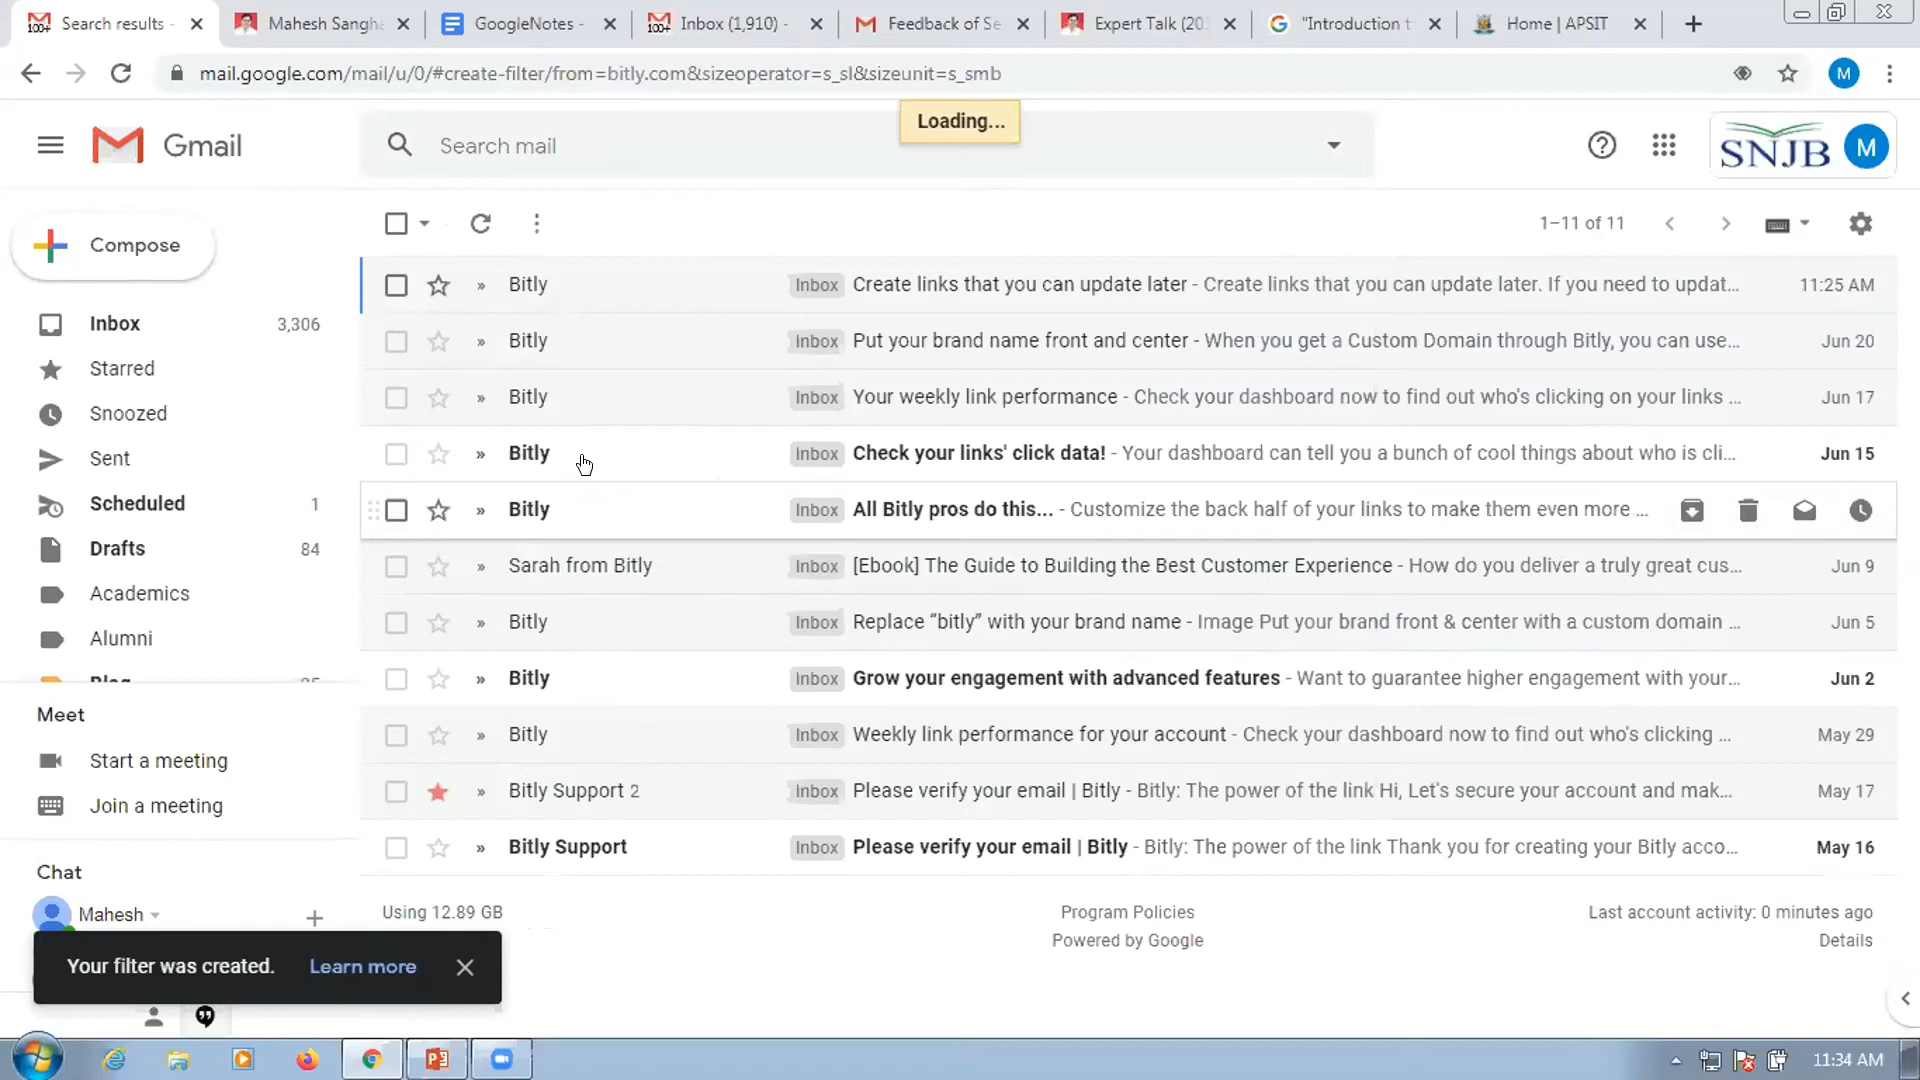 Search results -
Mahesh Sangha
GoogleNotes -
Inbox (1,910) -
Feedback of Se
Expert Talk (20
"Introduction t
Home | APSIT
mail.google.com/mail/u/0/#create-filter/from=bitly.com&sizeoperator=s_sl&sizeunit=s_smb
M
Loading...
Gmail
Search mail
SNJB
M
Compose
1–11 of 11
Inbox 3,306
Starred
Snoozed
Sent
Scheduled 1
Drafts 84
Academics
Alumni
Meet
Start a meeting
Join a meeting
Chat
Mahesh
Bitly Inbox Create links that you can update later - Create links that you can update later. If you need to updat... 11:25 AM
Bitly Inbox Put your brand name front and center - When you get a Custom Domain through Bitly, you can use... Jun 20
Bitly Inbox Your weekly link performance - Check your dashboard now to find out who's clicking on your links ... Jun 17
Bitly Inbox Check your links' click data! - Your dashboard can tell you a bunch of cool things about who is cli... Jun 15
Bitly Inbox All Bitly pros do this... - Customize the back half of your links to make them even more ...
Sarah from Bitly Inbox [Ebook] The Guide to Building the Best Customer Experience - How do you deliver a truly great cus... Jun 9
Bitly Inbox Replace “bitly” with your brand name - Image Put your brand front & center with a custom domain ... Jun 5
Bitly Inbox Grow your engagement with advanced features - Want to guarantee higher engagement with your... Jun 2
Bitly Inbox Weekly link performance for your account - Check your dashboard now to find out who's clicking ... May 29
Bitly Support 2 Inbox Please verify your email | Bitly - Bitly: The power of the link Hi, Let's secure your account and mak... May 17
Bitly Support Inbox Please verify your email | Bitly - Bitly: The power of the link Thank you for creating your Bitly acco... May 16
Using 12.89 GB
Program Policies
Powered by Google
Last account activity: 0 minutes ago
Details
Your filter was created. Learn more
11:34 AM